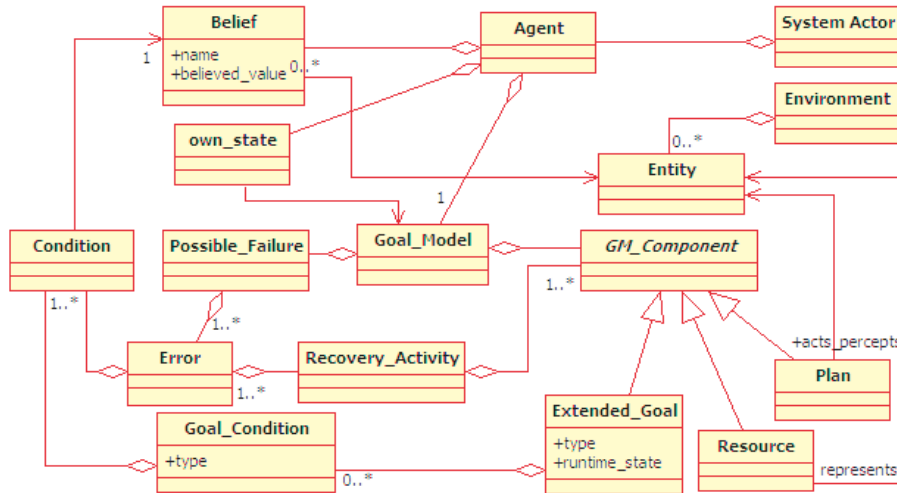 Belief
+name
+believed_value
1
0..*
Agent
System Actor
Environment
own_state
0..*
Entity
1
Condition
Possible_Failure
Goal_Model
GM_Component
1..*
1..*
1..*
Error
Recovery_Activity
1..*
+acts_percepts
Plan
Goal_Condition
+type
0..*
Extended_Goal
+type
+runtime_state
Resource
represents